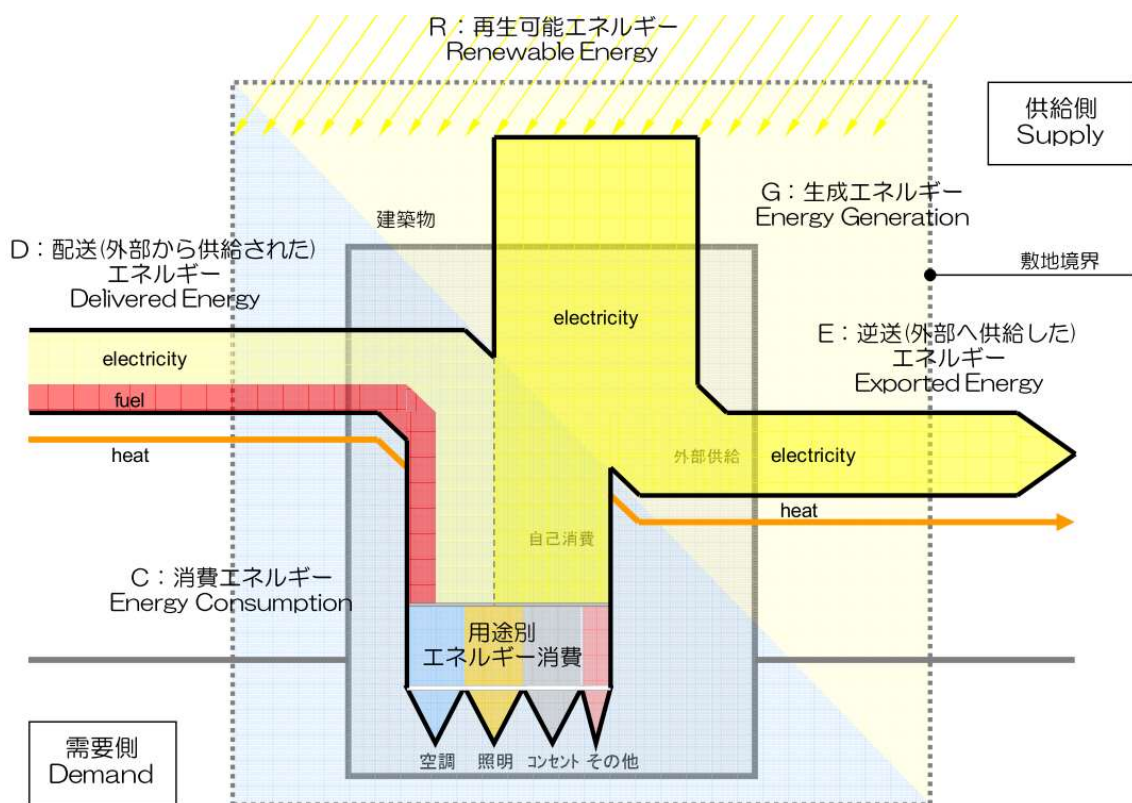 R：再生可能エネルギー
Renewable Energy
供給側
Supply
G：生成エネルギー
Energy Generation
建築物
D：配送(外部から供給された)
エネルギー
Delivered Energy
敷地境界
electricity
E：逆送(外部へ供給した)
エネルギー
Exported Energy
electricity
fuel
heat
外部供給
electricity
heat
自己消費
C：消費エネルギー
Energy Consumption
用途別
エネルギー消費
需要側
Demand
空調
照明
コンセント
その他